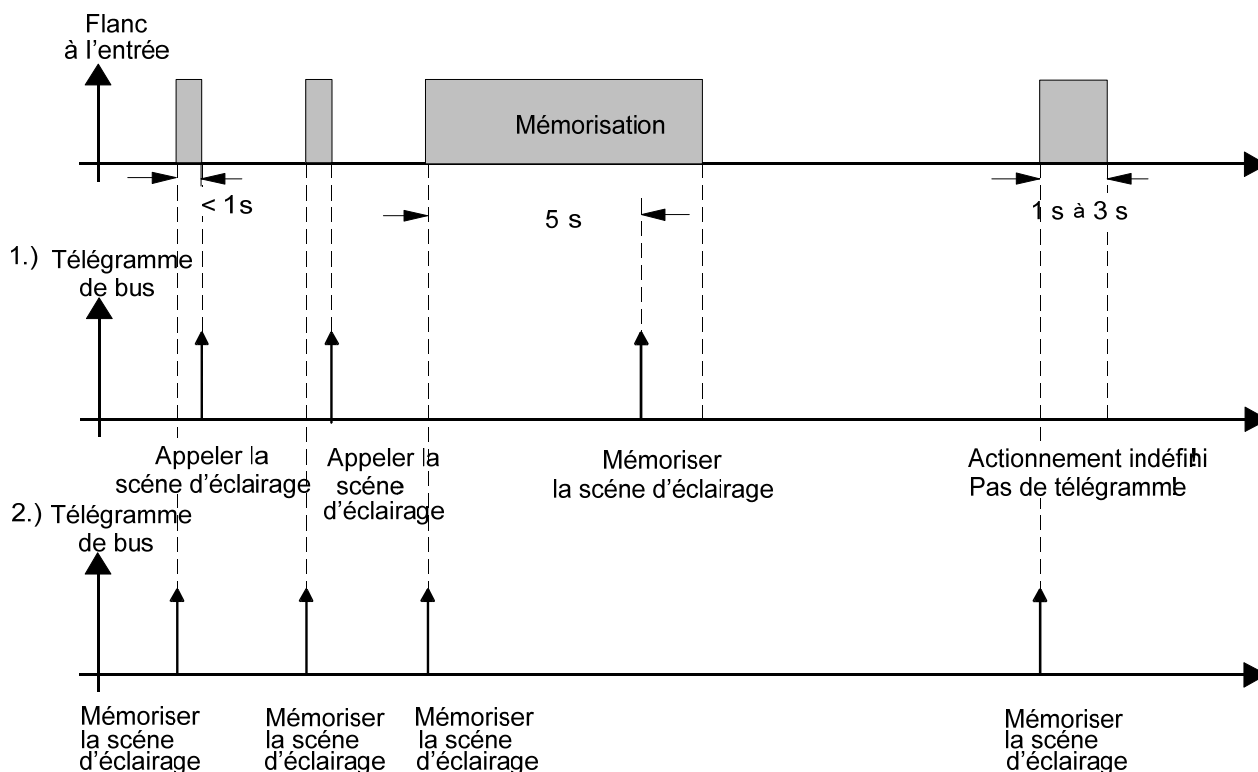 Flanc
à l'entrée
Mémorisation
< 1s
5 s
1 s à 3 s
1.) Télégramme
de bus
Appeler la
scéne d'éclairage
Appeler la
scéne
d'éclairage
Mémoriser
la scéne d'éclairage
Actionnement indéfini!
Pas de télégramme!
2.) Télégramme
de bus
Mémoriser
la scéne
d'éclairage
Mémoriser
la scéne
d'éclairage
Mémoriser
la scéne
d'éclairage
Mémoriser
la scéne
d'éclairage